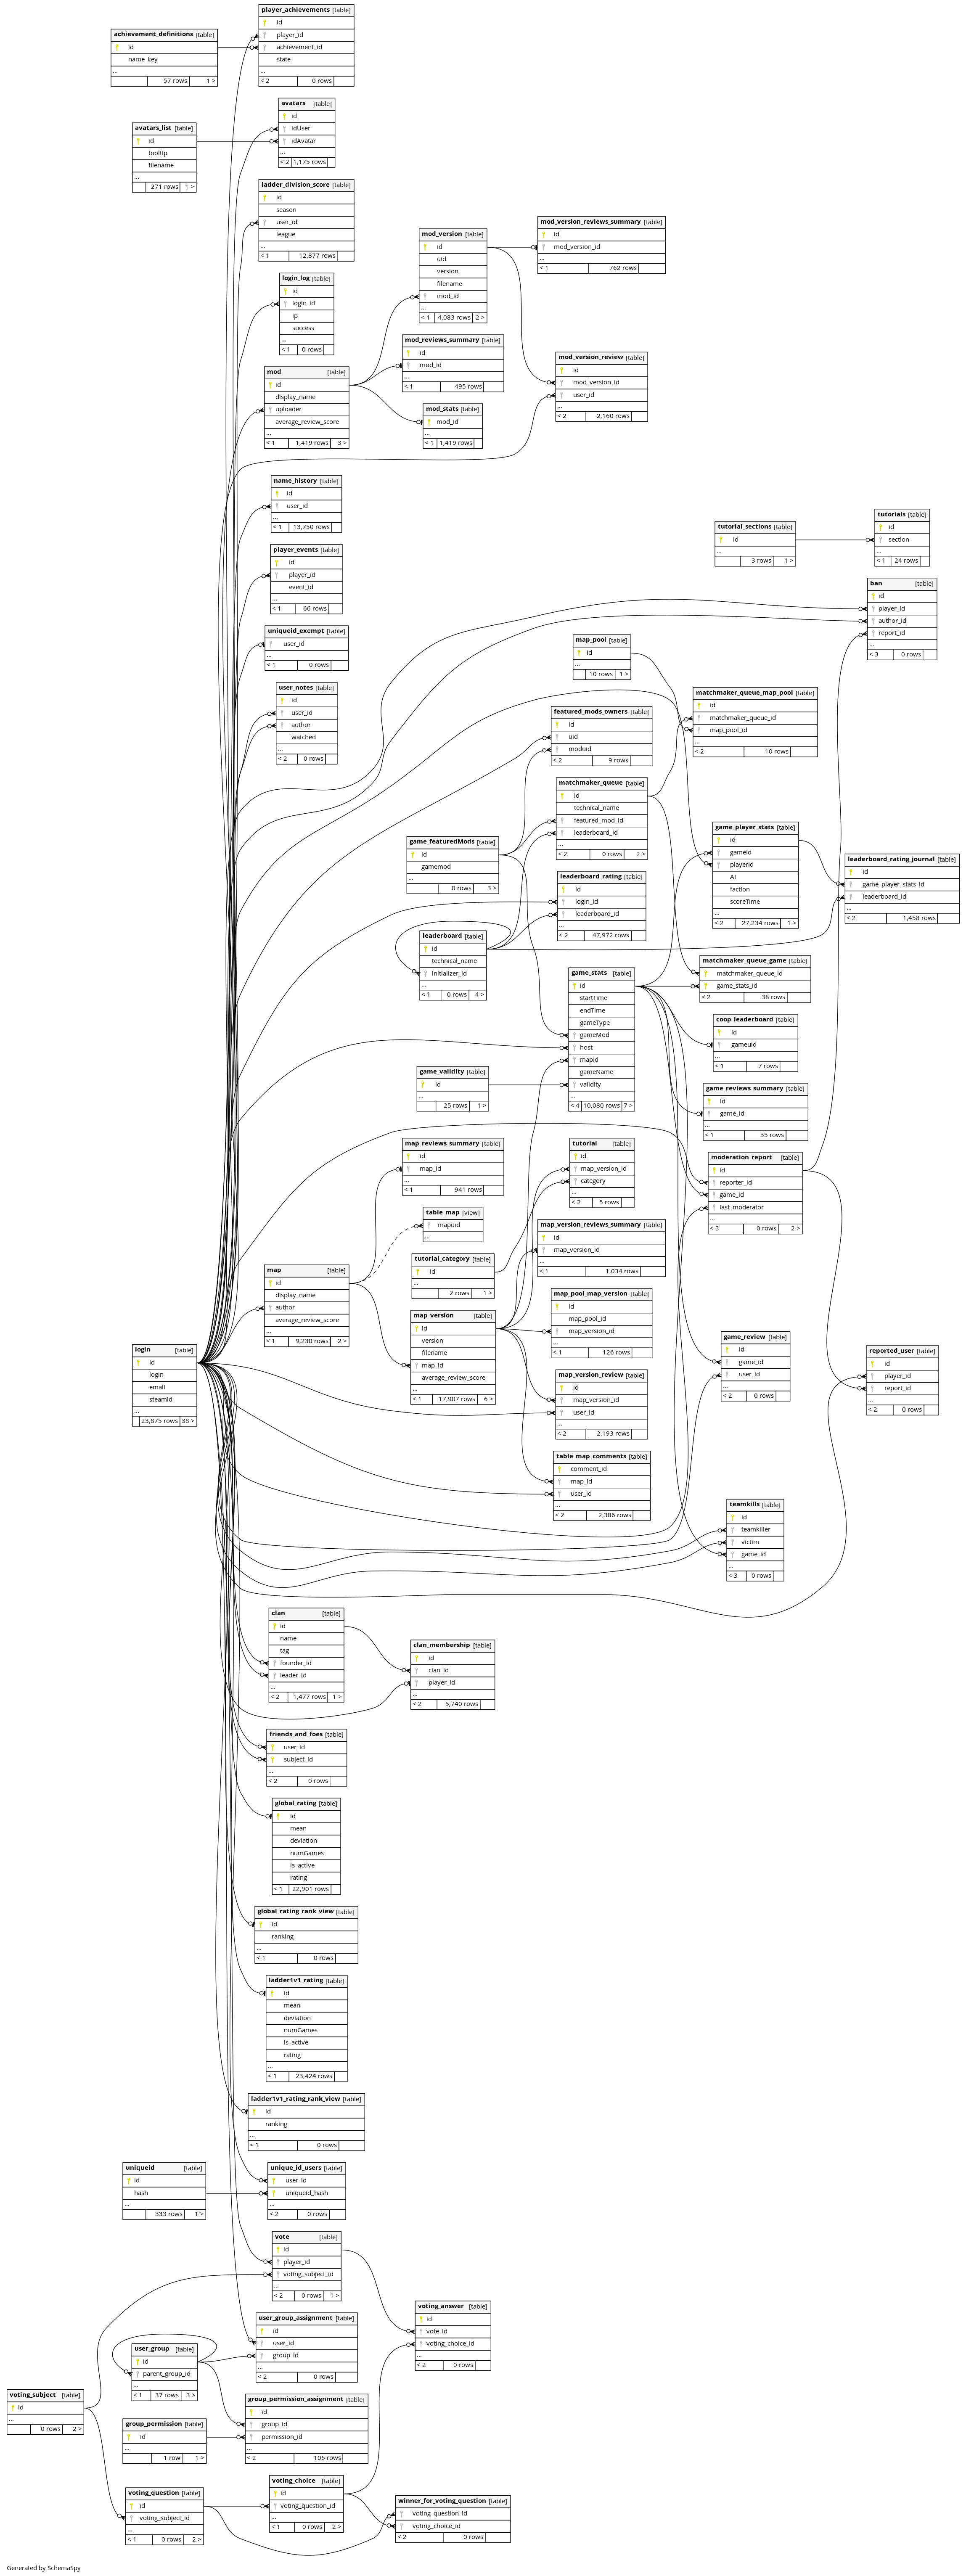 player_achievements [table]
id
player_id
achievement_id
state
...
< 2 0 rows
achievement_definitions [table]
id
name_key
...
57 rows 1 >
avatars [table]
id
idUser
idAvatar
...
< 2 1,175 rows
avatars_list [table]
id
tooltip
filename
...
271 rows 1 >
ladder_division_score [table]
id
season
user_id
league
...
< 1 12,877 rows
mod_version_reviews_summary [table]
id
mod_version_id
...
< 1 762 rows
mod_version [table]
id
uid
version
filename
mod_id
...
< 1 4,083 rows 2 >
login_log [table]
id
login_id
ip
success
...
< 1 0 rows
mod_reviews_summary [table]
id
mod_id
...
< 1 495 rows
mod_version_review [table]
id
mod_version_id
user_id
...
< 2 2,160 rows
mod [table]
id
display_name
uploader
average_review_score
...
< 1 1,419 rows 3 >
mod_stats [table]
mod_id
...
< 1 1,419 rows
name_history [table]
id
user_id
...
< 1 13,750 rows
tutorials [table]
id
section
...
< 1 24 rows
tutorial_sections [table]
id
...
3 rows 1 >
player_events [table]
id
player_id
event_id
...
< 1 66 rows
ban [table]
id
player_id
author_id
report_id
...
< 3 0 rows
uniqueid_exempt [table]
user_id
...
< 1 0 rows
map_pool [table]
id
...
10 rows 1 >
user_notes [table]
id
user_id
author
watched
...
< 2 0 rows
matchmaker_queue_map_pool [table]
id
matchmaker_queue_id
map_pool_id
...
< 2 10 rows
featured_mods_owners [table]
id
uid
moduid
< 2 9 rows
matchmaker_queue [table]
id
technical_name
featured_mod_id
leaderboard_id
...
< 2 0 rows 2 >
game_player_stats [table]
id
gameId
playerId
AI
faction
scoreTime
...
< 2 27,234 rows 1 >
game_featuredMods [table]
id
gamemod
...
0 rows 3 >
leaderboard_rating_journal [table]
id
game_player_stats_id
leaderboard_id
...
< 2 1,458 rows
leaderboard_rating [table]
id
login_id
leaderboard_id
...
< 2 47,972 rows
leaderboard [table]
id
technical_name
initializer_id
...
< 1 0 rows 4 >
matchmaker_queue_game [table]
matchmaker_queue_id
game_stats_id
< 2 38 rows
game_stats [table]
id
startTime
endTime
gameType
gameMod
host
mapId
gameName
validity
...
< 4 10,080 rows 7 >
coop_leaderboard [table]
id
gameuid
...
< 1 7 rows
game_validity [table]
id
...
25 rows 1 >
game_reviews_summary [table]
id
game_id
...
< 1 35 rows
map_reviews_summary [table]
id
map_id
...
< 1 941 rows
tutorial [table]
id
map_version_id
category
...
< 2 5 rows
moderation_report [table]
id
reporter_id
game_id
last_moderator
...
< 3 0 rows 2 >
table_map [view]
mapuid
...
map_version_reviews_summary [table]
id
map_version_id
...
< 1 1,034 rows
tutorial_category [table]
id
...
2 rows 1 >
map [table]
id
display_name
author
average_review_score
...
< 1 9,230 rows 2 >
map_pool_map_version [table]
id
map_pool_id
map_version_id
...
< 1 126 rows
map_version [table]
id
version
filename
map_id
average_review_score
...
< 1 17,907 rows 6 >
game_review [table]
id
game_id
user_id
...
< 2 0 rows
login [table]
id
login
email
steamid
...
23,875 rows 38 >
reported_user [table]
id
player_id
report_id
...
< 2 0 rows
map_version_review [table]
id
map_version_id
user_id
...
< 2 2,193 rows
table_map_comments [table]
comment_id
map_id
user_id
...
< 2 2,386 rows
teamkills [table]
id
teamkiller
victim
game_id
...
< 3 0 rows
clan [table]
id
name
tag
founder_id
leader_id
...
< 2 1,477 rows 1 >
clan_membership [table]
id
clan_id
player_id
...
< 2 5,740 rows
friends_and_foes [table]
user_id
subject_id
...
< 2 0 rows
global_rating [table]
id
mean
deviation
numGames
is_active
rating
< 1 22,901 rows
global_rating_rank_view [table]
id
ranking
...
< 1 0 rows
ladder1v1_rating [table]
id
mean
deviation
numGames
is_active
rating
...
< 1 23,424 rows
ladder1v1_rating_rank_view [table]
id
ranking
...
< 1 0 rows
uniqueid [table]
id
hash
...
333 rows 1 >
unique_id_users [table]
user_id
uniqueid_hash
...
< 2 0 rows
vote [table]
id
player_id
voting_subject_id
...
< 2 0 rows 1 >
voting_answer [table]
id
vote_id
voting_choice_id
...
< 2 0 rows
user_group_assignment [table]
id
user_id
group_id
...
< 2 0 rows
user_group [table]
id
parent_group_id
...
< 1 37 rows 3 >
voting_subject [table]
id
...
0 rows 2 >
group_permission_assignment [table]
id
group_id
permission_id
...
< 2 106 rows
group_permission [table]
id
...
1 row 1 >
voting_choice [table]
id
voting_question_id
...
< 1 0 rows 2 >
voting_question [table]
id
voting_subject_id
...
< 1 0 rows 2 >
winner_for_voting_question [table]
voting_question_id
voting_choice_id
< 2 0 rows
Generated by SchemaSpy